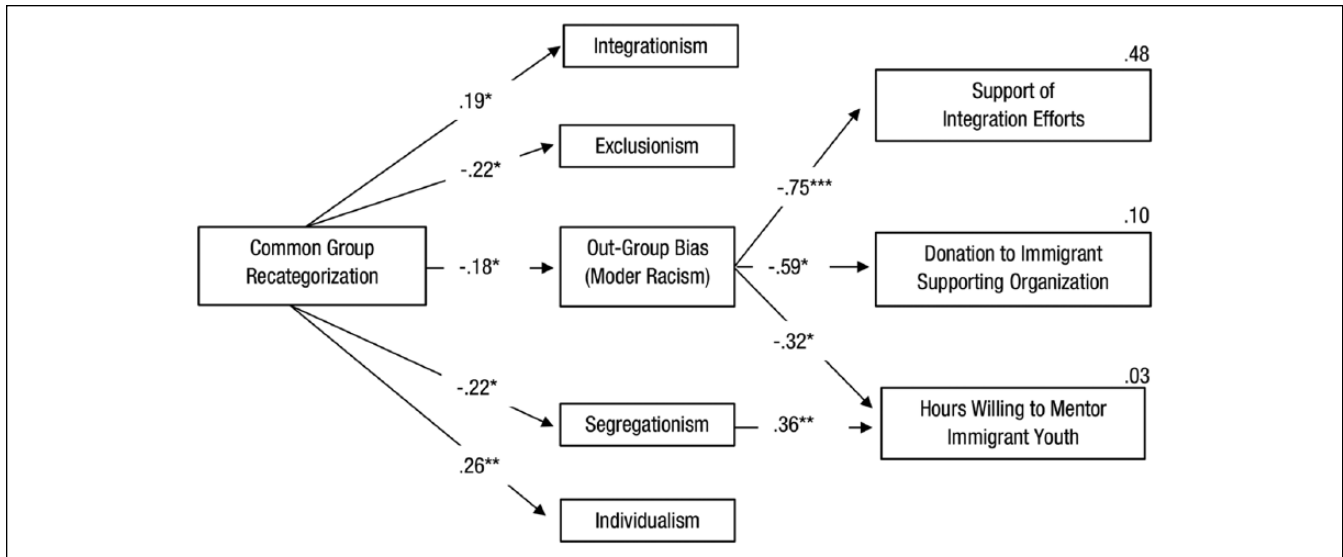 Integrationism
.48
Support of
Integration Efforts
.19*
Exclusionism
-.22*
-.75***
.10
Common Group
Recategorization
-.18*
Out-Group Bias
(Moder Racism)
-.59*
Donation to Immigrant
Supporting Organization
-.32*
-.22*
.03
Segregationism
.36**
Hours Willing to Mentor
Immigrant Youth
.26**
Individualism